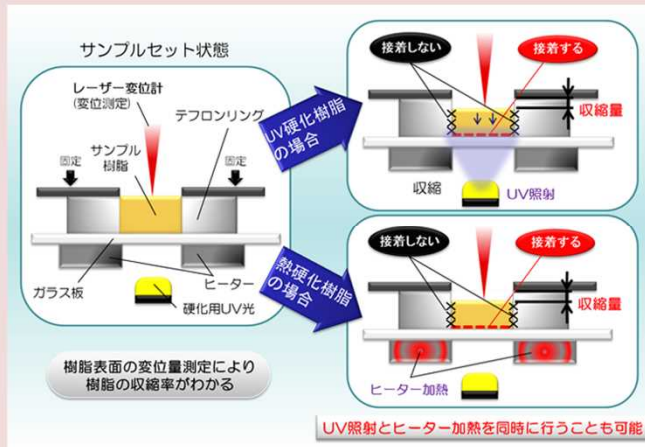 サンプルセット状態
レーザー変位計
(変位測定)
テフロンリング
固定
サンプル
樹脂
固定
ガラス板
ヒーター
硬化用UV光
樹脂表面の変位量測定により
樹脂の収縮率がわかる
UV硬化樹脂
の場合
熱硬化樹脂
の場合
接着しない
接着する
収縮量
収縮
UV照射
接着しない
接着する
収縮量
ヒーター加熱
UV照射とヒーター加熱を同時に行うことも可能